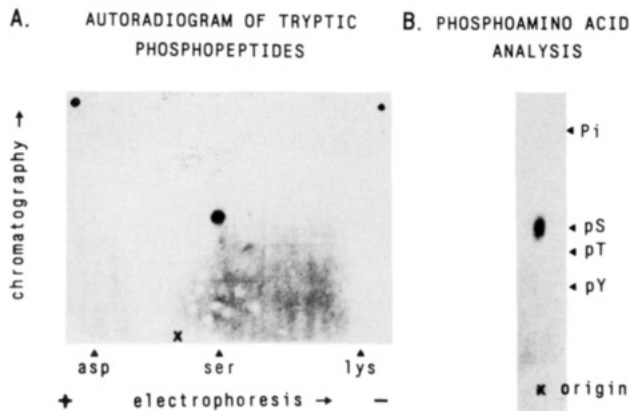 A. AUTORADIOGRAM OF TRYPTIC
PHOSPHOPEPTIDES
chromatography →
x
asp ser lys
+ electrophoresis → −
B. PHOSPHOAMINO ACID
ANALYSIS
Pi
pS
pT
pY
x origin